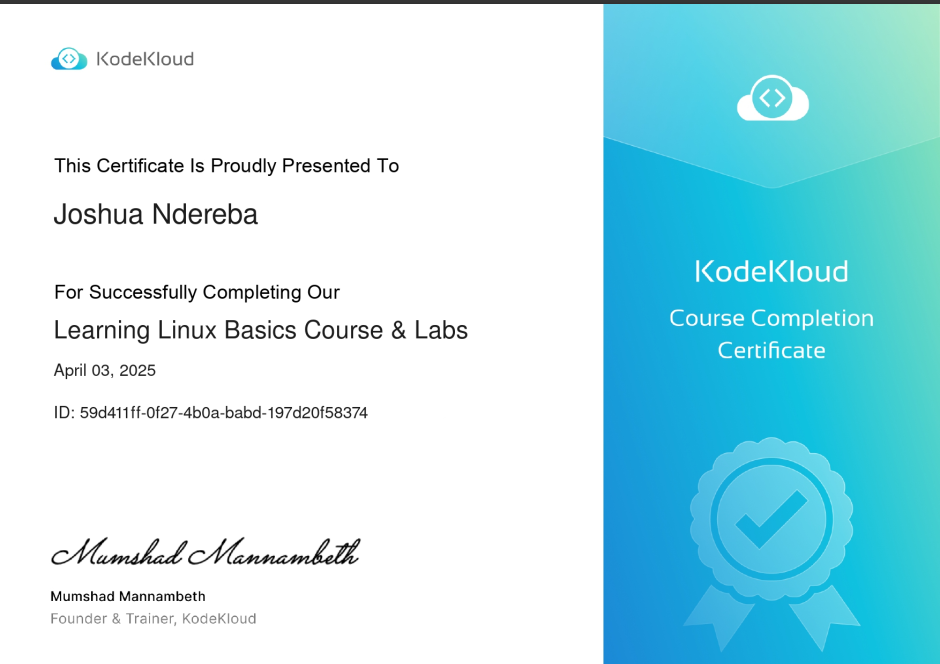 KodeKloud
This Certificate Is Proudly Presented To
Joshua Ndereba
For Successfully Completing Our
Learning Linux Basics Course & Labs
April 03, 2025
ID: 59d411ff-0f27-4b0a-babd-197d20f58374
Mumshad Mannambeth
Mumshad Mannambeth
Founder & Trainer, KodeKloud
KodeKloud
Course Completion
Certificate